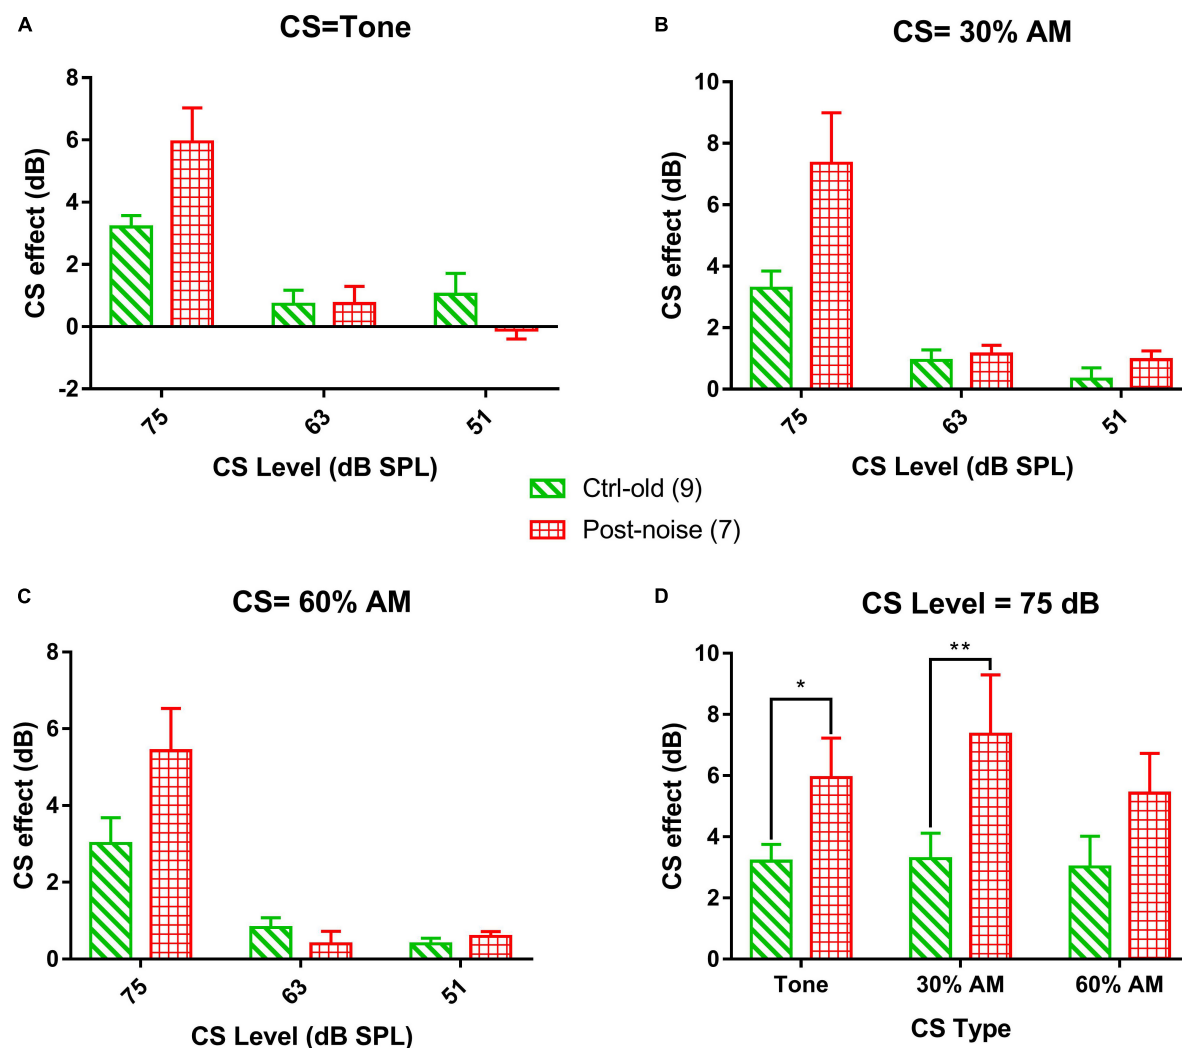 A
CS=Tone
8
6
4
2
0
-2
CS effect (dB)
75
63
51
CS Level (dB SPL)
B
CS= 30% AM
10
8
6
4
2
0
CS effect (dB)
75
63
51
CS Level (dB SPL)
Ctrl-old (9)
Post-noise (7)
C
CS= 60% AM
8
6
4
2
0
CS effect (dB)
75
63
51
CS Level (dB SPL)
D
CS Level = 75 dB
10
8
6
4
2
0
CS effect (dB)
*
**
Tone
30% AM
60% AM
CS Type